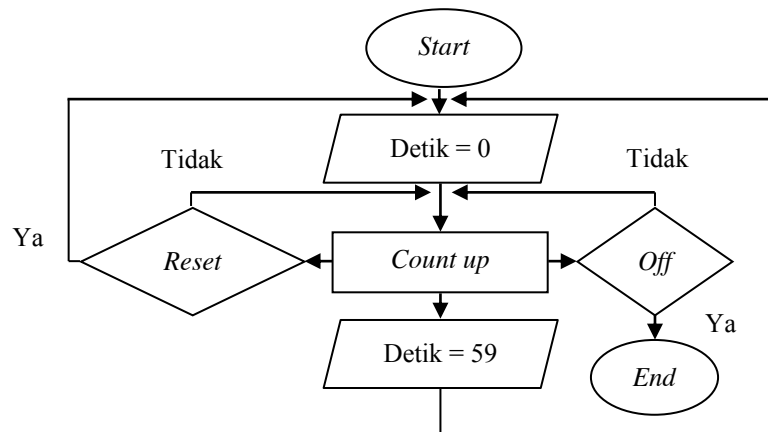 Start
Detik = 0
Tidak
Tidak
Ya
Reset
Count up
Off
Detik = 59
Ya
End